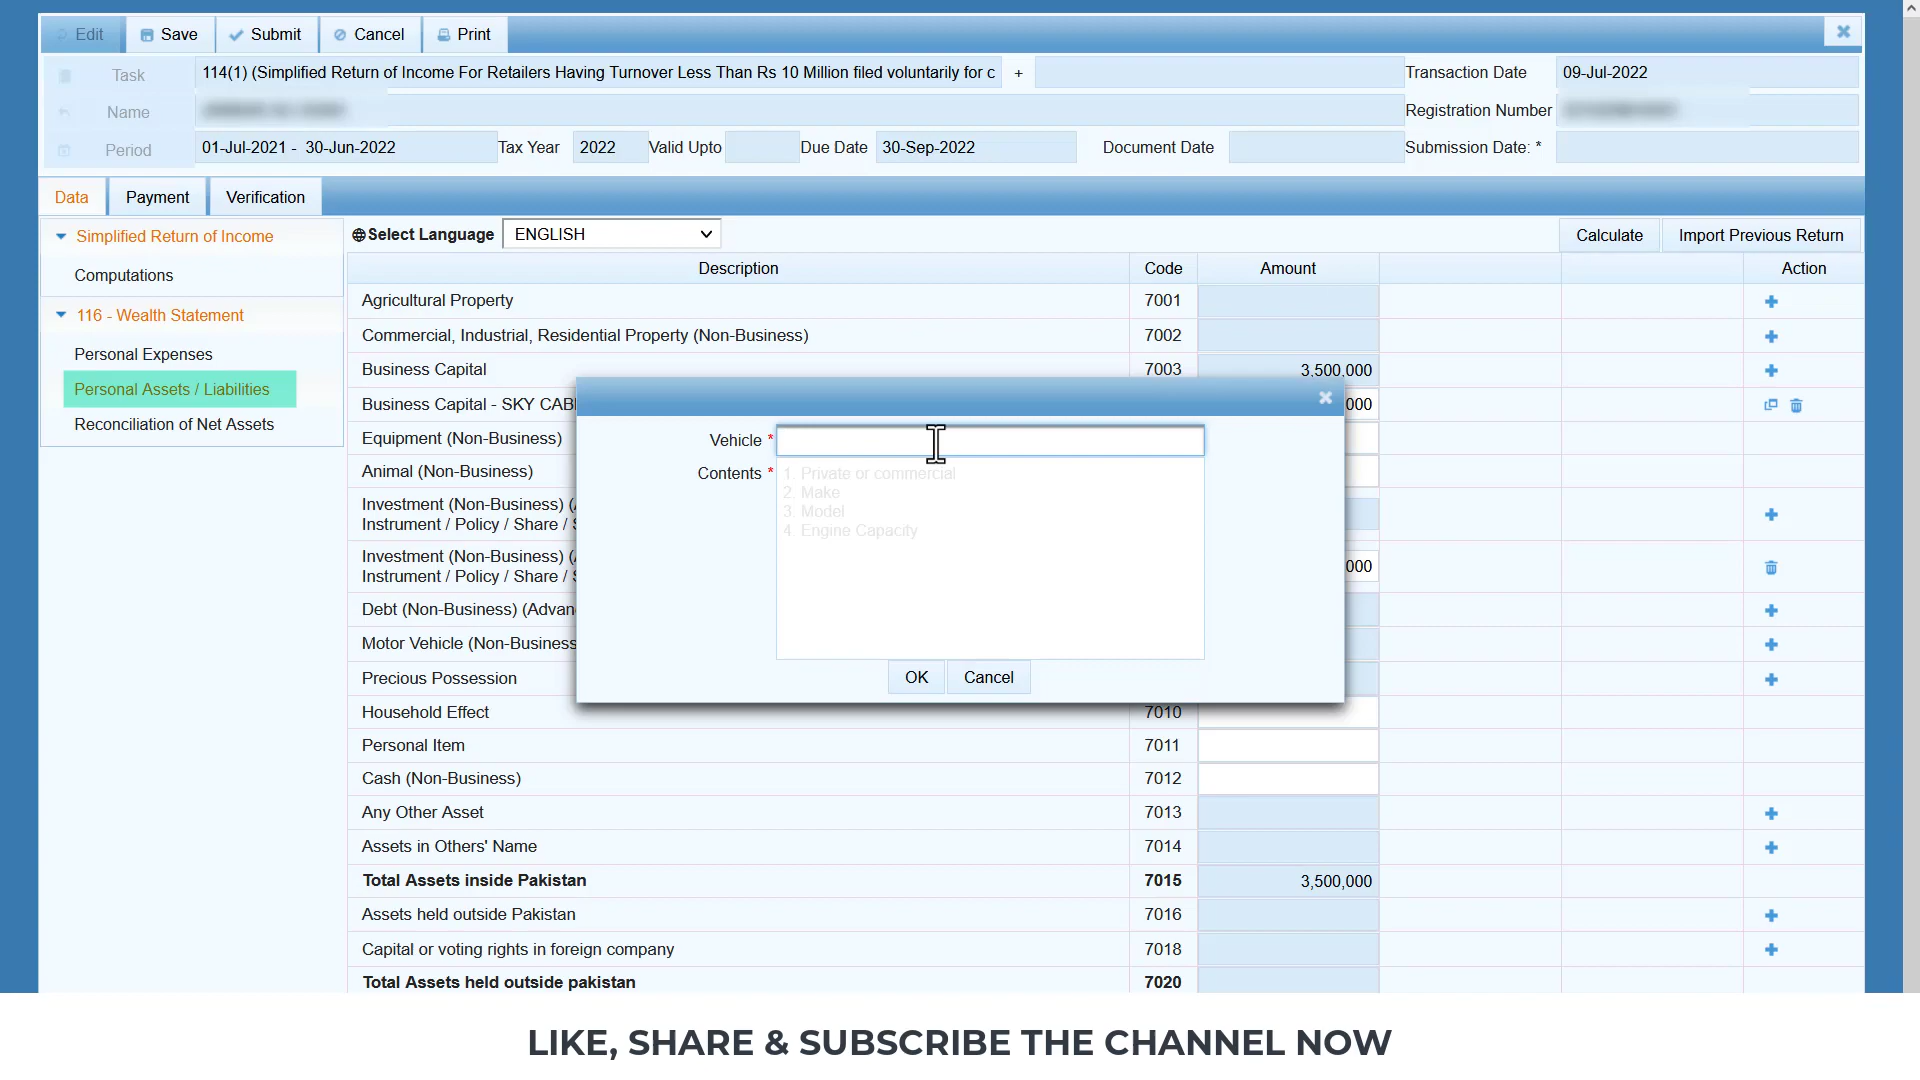 Edit Save Submit Cancel Print
Task 114(1) (Simplified Return of Income For Retailers Having Turnover Less Than Rs 10 Million filed voluntarily for c + Transaction Date 09-Jul-2022
Name Registration Number
Period 01-Jul-2021 - 30-Jun-2022 Tax Year 2022 Valid Upto Due Date 30-Sep-2022 Document Date Submission Date: *
Data Payment Verification
Simplified Return of Income
Computations
116 - Wealth Statement
Personal Expenses
Personal Assets / Liabilities
Reconciliation of Net Assets
Select Language ENGLISH Calculate Import Previous Return
Description Code Amount Action
Agricultural Property 7001
Commercial, Industrial, Residential Property (Non-Business) 7002
Business Capital 7003 3,500,000
Business Capital - SKY CAB 000
Equipment (Non-Business)
Animal (Non-Business)
Investment (Non-Business) (
Instrument / Policy / Share /
Investment (Non-Business) (
Instrument / Policy / Share / 000
Debt (Non-Business) (Advan
Motor Vehicle (Non-Business
Precious Possession
Household Effect 7010
Personal Item 7011
Cash (Non-Business) 7012
Any Other Asset 7013
Assets in Others' Name 7014
Total Assets inside Pakistan 7015 3,500,000
Assets held outside Pakistan 7016
Capital or voting rights in foreign company 7018
Total Assets held outside pakistan 7020
Vehicle *
Contents *
1. Private or commercial
2. Make
3. Model
4. Engine Capacity
OK Cancel
LIKE, SHARE & SUBSCRIBE THE CHANNEL NOW